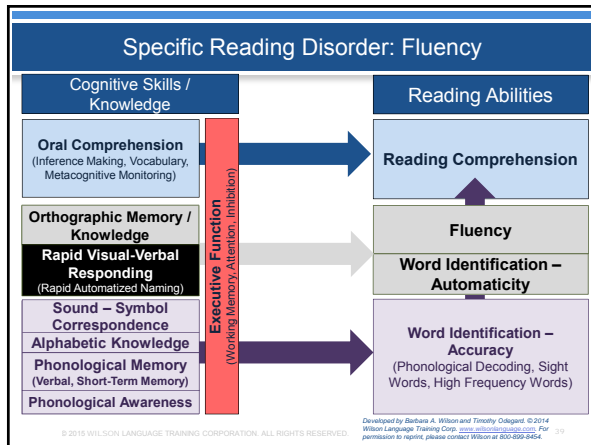 Specific Reading Disorder: Fluency
Cognitive Skills /
Knowledge
Reading Abilities
Oral Comprehension
(Inference Making, Vocabulary,
Metacognitive Monitoring)
Orthographic Memory /
Knowledge
Rapid Visual-Verbal
Responding
(Rapid Automatized Naming)
Sound – Symbol
Correspondence
Alphabetic Knowledge
Phonological Memory
(Verbal, Short-Term Memory)
Phonological Awareness
Executive Function
(Working Memory, Attention, Inhibition)
Reading Comprehension
Fluency
Word Identification –
Automaticity
Word Identification –
Accuracy
(Phonological Decoding, Sight
Words, High Frequency Words)
© 2015 WILSON LANGUAGE TRAINING CORPORATION. ALL RIGHTS RESERVED.
Developed by Barbara A. Wilson and Timothy Odegard. © 2014
Wilson Language Training Corp. www.wilsonlanguage.com. For
permission to reprint, please contact Wilson at 800-899-8454.